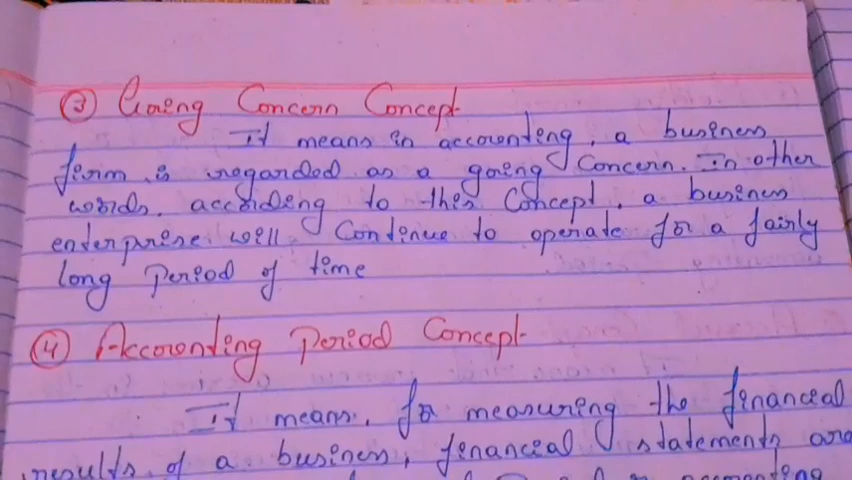 ③ Going Concern Concept
It means in accounting, a business
firm is regarded as a going Concern. In other
words, according to this Concept, a business
enterprise will Continue to operate for a fairly
long Period of time
④ Accounting Period Concept
It means, for measuring the financial
results of a business, financial statements are
accounting